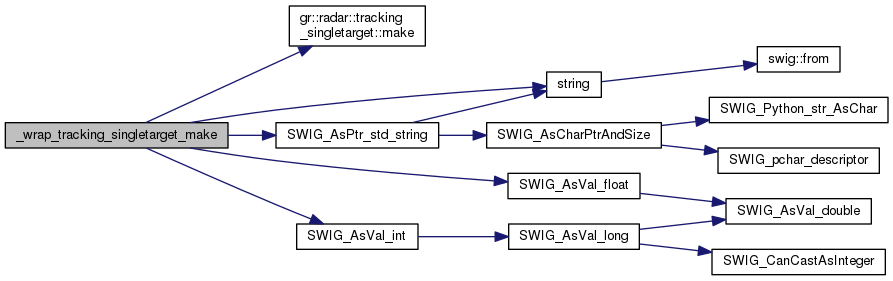 gr::radar::tracking
_singletarget::make
swig::from
string
SWIG_Python_str_AsChar
_wrap_tracking_singletarget_make
SWIG_AsPtr_std_string
SWIG_AsCharPtrAndSize
SWIG_pchar_descriptor
SWIG_AsVal_float
SWIG_AsVal_double
SWIG_AsVal_int
SWIG_AsVal_long
SWIG_CanCastAsInteger